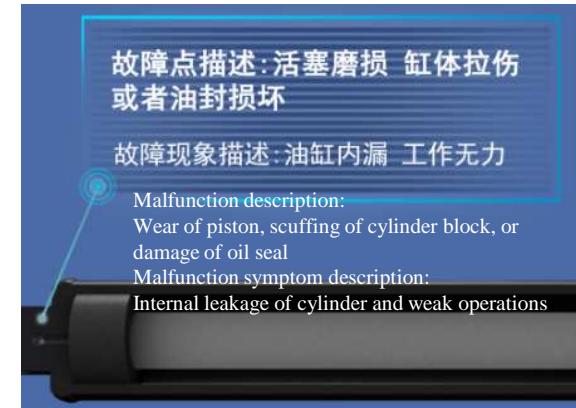 故障点描述:活塞磨损 缸体拉伤
或者油封损坏
故障现象描述:油缸内漏 工作无力
Malfunction description:
Wear of piston, scuffing of cylinder block, or
damage of oil seal
Malfunction symptom description:
Internal leakage of cylinder and weak operations